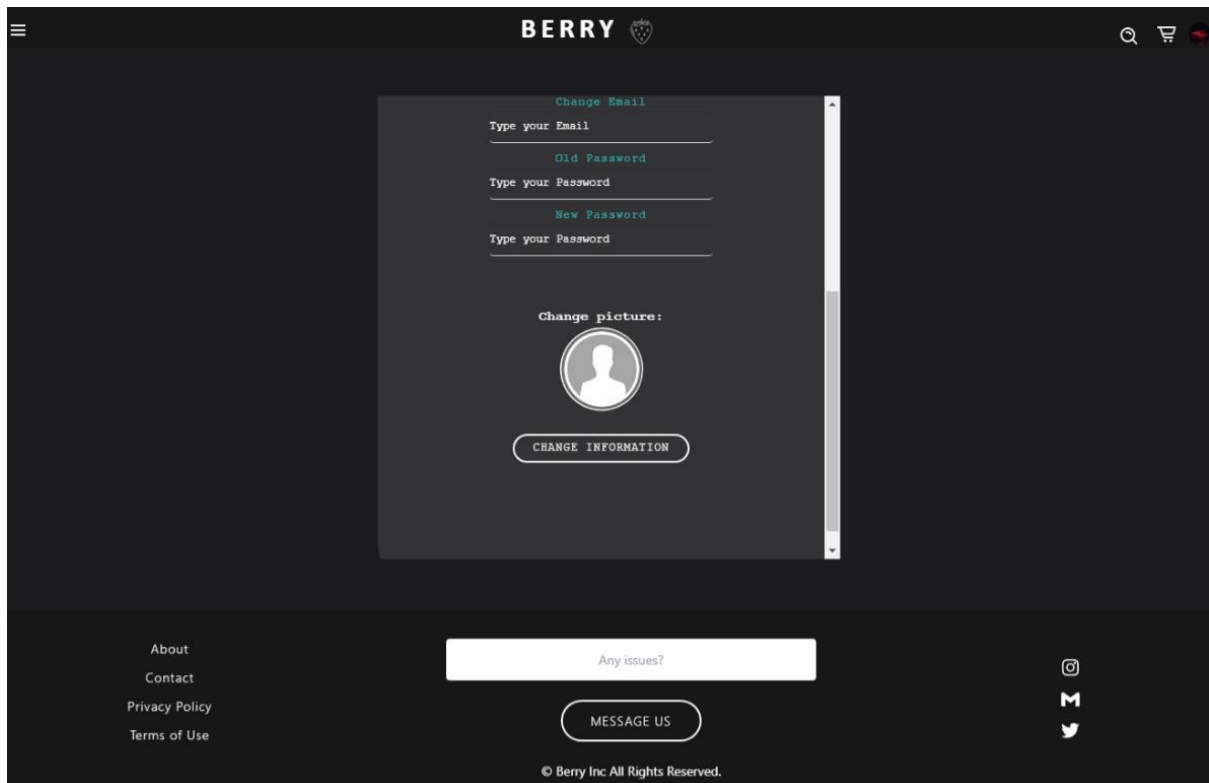 BERRY
Change Email
Type your Email
Old Password
Type your Password
New Password
Type your Password
Change picture:
CHANGE INFORMATION
About
Contact
Privacy Policy
Terms of Use
Any issues?
MESSAGE US
© Berry Inc All Rights Reserved.